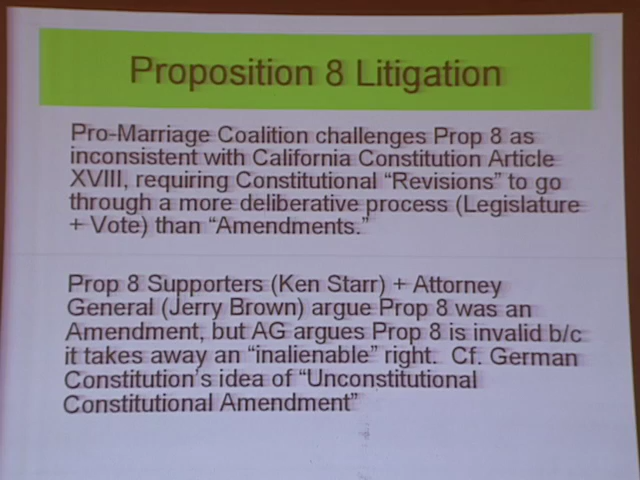 Proposition 8 Litigation
Pro-Marriage Coalition challenges Prop 8 as
inconsistent with California Constitution Article
XVIII, requiring Constitutional “Revisions” to go
through a more deliberative process (Legislature
+ Vote) than “Amendments.”
Prop 8 Supporters (Ken Starr) + Attorney
General (Jerry Brown) argue Prop 8 was an
Amendment, but AG argues Prop 8 is invalid b/c
it takes away an “inalienable” right. Cf. German
Constitution’s idea of “Unconstitutional
Constitutional Amendment”